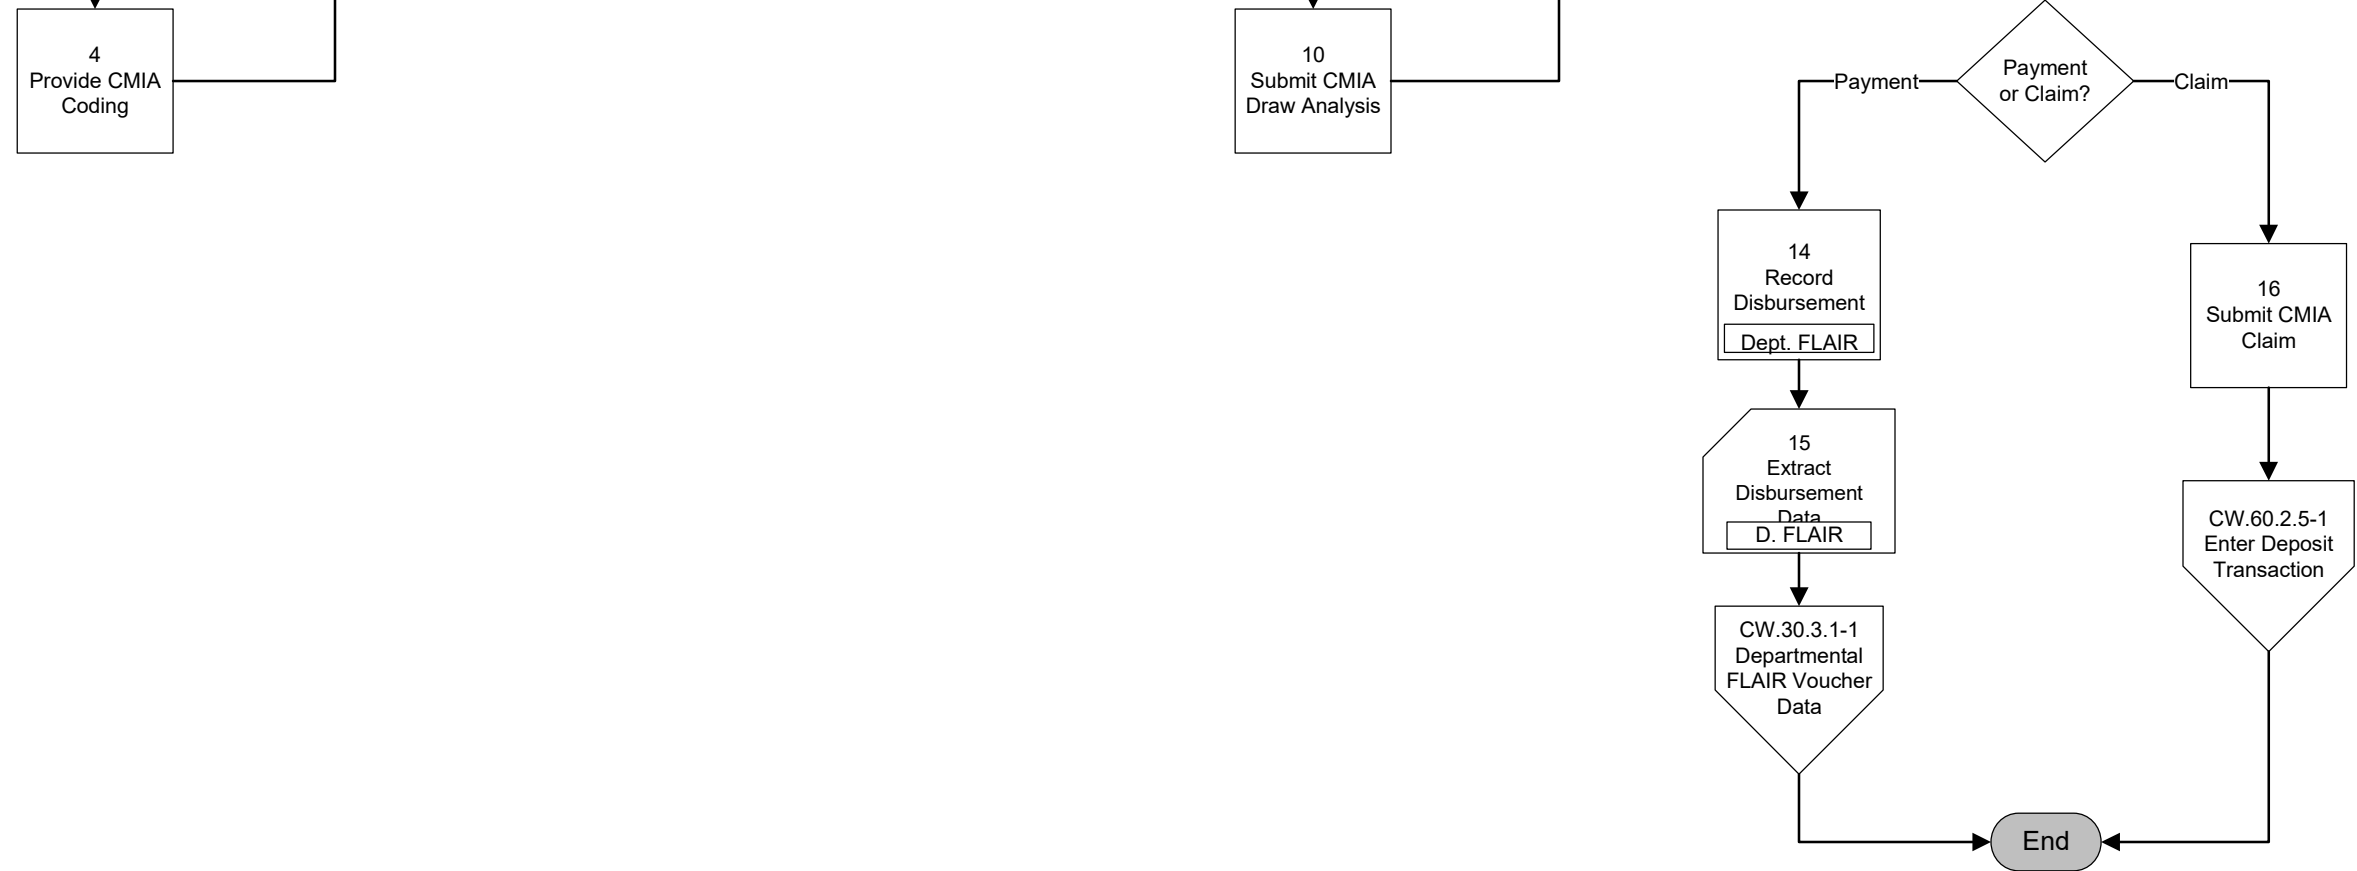 4
Provide CMIA
Coding
10
Submit CMIA
Draw Analysis
Payment
or Claim?
Payment
Claim
14
Record
Disbursement
Dept. FLAIR
15
Extract
Disbursement
Data
D. FLAIR
CW.30.3.1-1
Departmental
FLAIR Voucher
Data
16
Submit CMIA
Claim
CW.60.2.5-1
Enter Deposit
Transaction
End